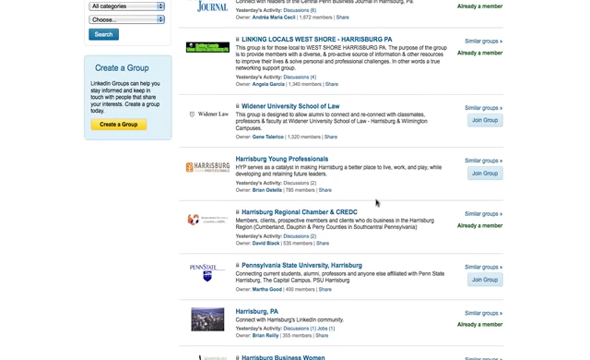 JOURNAL
Connect with readers of the Central Penn Business Journal in Harrisburg, Pa.
Yesterday's Activity: Discussions (6)
Owner: Andrés Maria Cecil | 1,672 members | Share
Already a member
All categories
Choose...
Search
Create a Group
LinkedIn Groups can help you
stay informed and keep in
touch with people that share
your interests. Create a group
today.
Create a Group
LINKING LOCALS WEST SHORE - HARRISBURG PA
This group is for those local to WEST SHORE HARRISBURG PA. The purpose of the group
is to provide members with a diverse, & pro-active source of information & other resources
to improve their lives & solve personal and professional challenges. In other words a true
networking support group.
Yesterday's Activity: Discussions (4)
Owner: Angela Garcia | 1,340 members | Share
Similar groups »
Already a member
Widener Law
Widener University School of Law
This group is designed to allow alumni to connect and re-connect with classmates,
professors & faculty at Widener University School of Law - Harrisburg & Wilmington
Campuses.
Owner: Gene Talerico | 1,320 members | Share
Similar groups »
Join Group
HARRISBURG
Harrisburg Young Professionals
HYP serves as a catalyst in making Harrisburg a better place to live, work, and play, while
developing and retaining future leaders.
Yesterday's Activity: Discussions (2)
Owner: Brian Ostella | 785 members | Share
Similar groups »
Join Group
Harrisburg Regional Chamber & CREDC
Members, clients, prospective members and clients who do business in the Harrisburg
Region (Cumberland, Dauphin & Perry Counties in Southcentral Pennsylvania)
Yesterday's Activity: Discussions (2)
Owner: David Black | 535 members | Share
Similar groups »
Already a member
PENNSTATE
Pennsylvania State University, Harrisburg
Connecting current students, alumni, professors and anyone else affiliated with Penn State
Harrisburg, The Capital Campus, PSU Harrisburg
Owner: Martha Good | 400 members | Share
Similar groups »
Join Group
Harrisburg, PA
Connect with Harrisburg's LinkedIn community.
Yesterday's Activity: Discussions (1) Jobs (1)
Owner: Brian Reilly | 355 members | Share
Similar groups »
Already a member
Harrisburg Business Women
Similar groups »